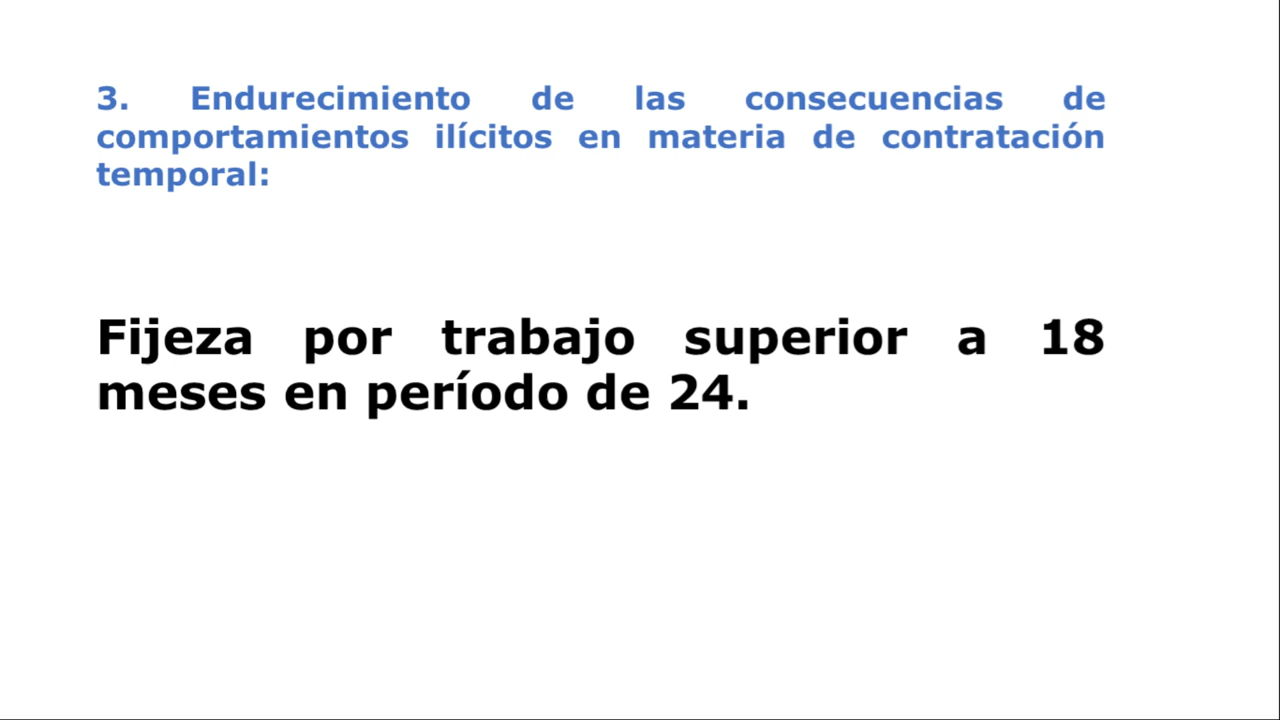 3. Endurecimiento de las consecuencias de
comportamientos ilícitos en materia de contratación
temporal:
Fijeza por trabajo superior a 18
meses en período de 24.